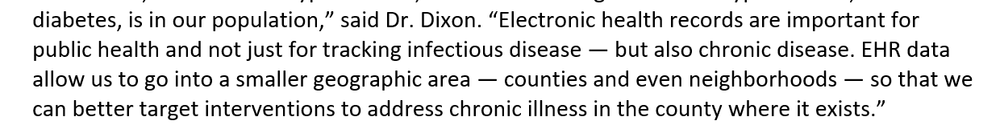 diabetes, is in our population,” said Dr. Dixon. “Electronic health records are important for
public health and not just for tracking infectious disease — but also chronic disease. EHR data
allow us to go into a smaller geographic area — counties and even neighborhoods — so that we
can better target interventions to address chronic illness in the county where it exists.”